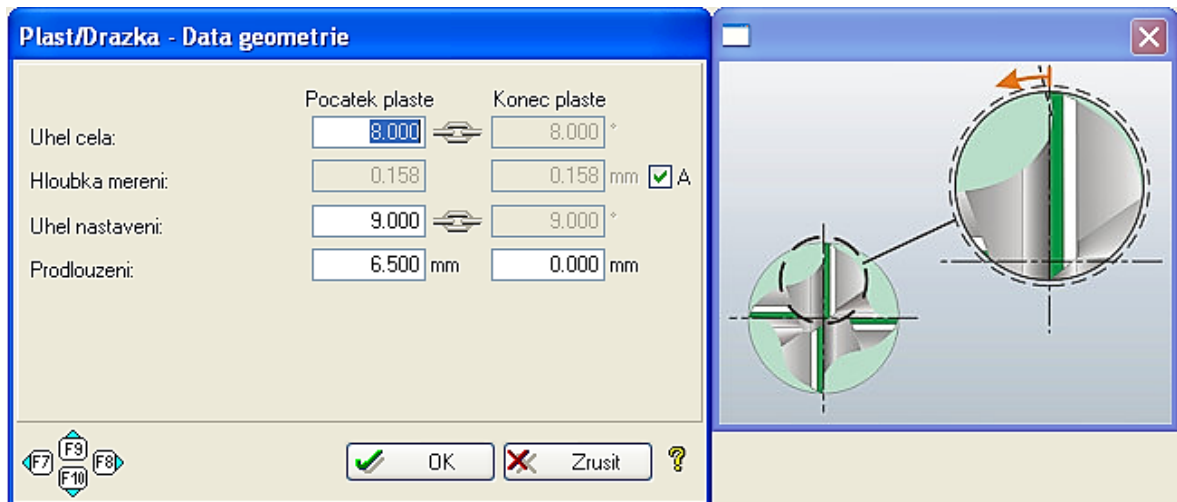 Plast/Drazka - Data geometrie
Pocatek plaste Konec plaste
Uhel cela: 8.000 8.000 °
Hloubka mereni: 0.158 0.158 mm A
Uhel nastaveni: 9.000 9.000 °
Prodlouzeni: 6.500 mm 0.000 mm
F9
F7 F8
F10
OK Zrusit ?